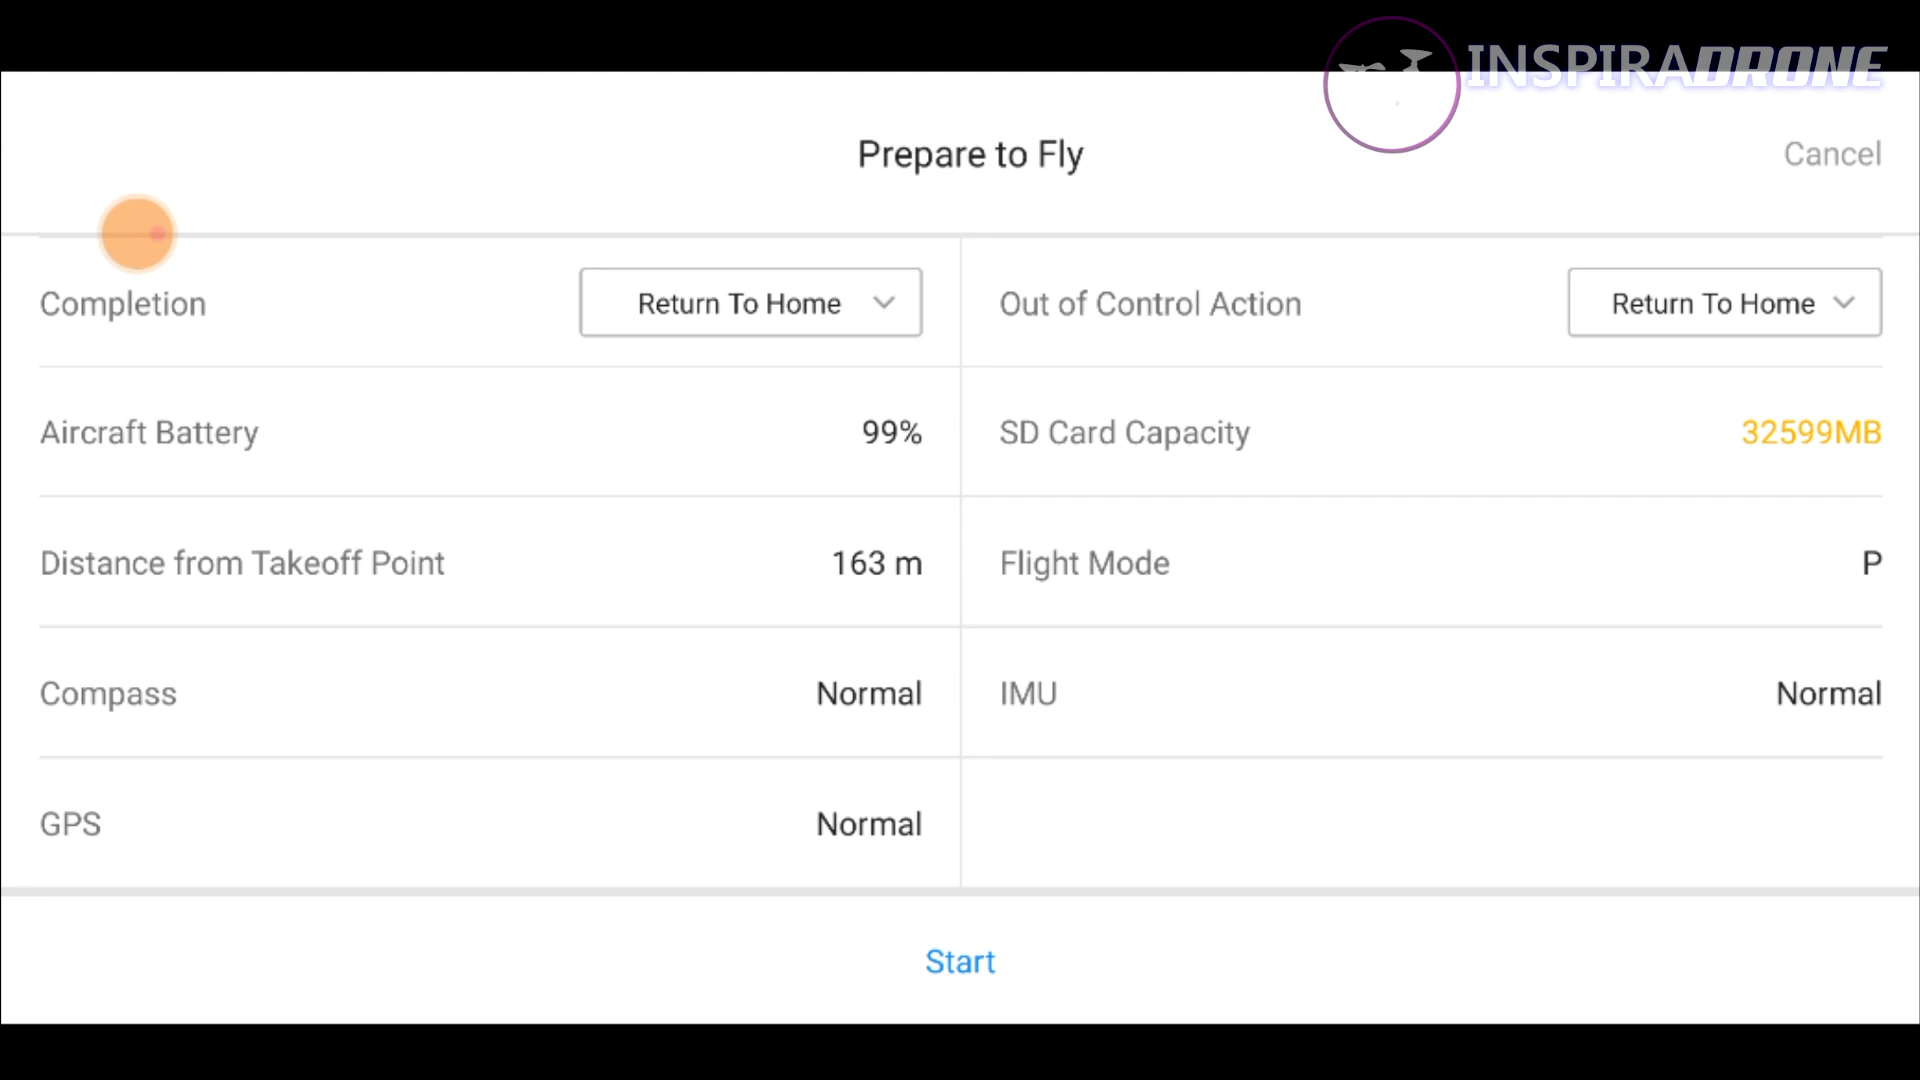 INSPIRADRONE
Prepare to Fly
Cancel
Completion
Return To Home
Out of Control Action
Return To Home
Aircraft Battery
99%
SD Card Capacity
32599MB
Distance from Takeoff Point
163 m
Flight Mode
P
Compass
Normal
IMU
Normal
GPS
Normal
Start